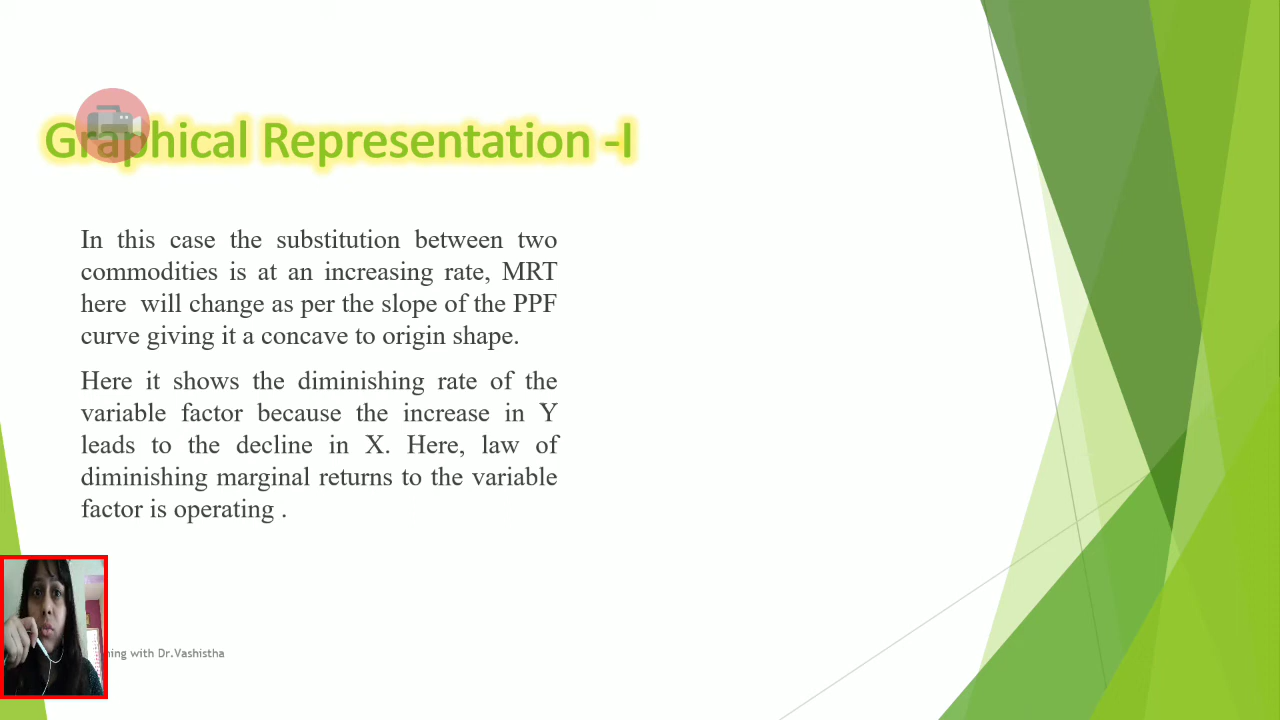 Graphical Representation -I
In this case the substitution between two
commodities is at an increasing rate, MRT
here will change as per the slope of the PPF
curve giving it a concave to origin shape.
Here it shows the diminishing rate of the
variable factor because the increase in Y
leads to the decline in X. Here, law of
diminishing marginal returns to the variable
factor is operating .
with Dr.Vashistha